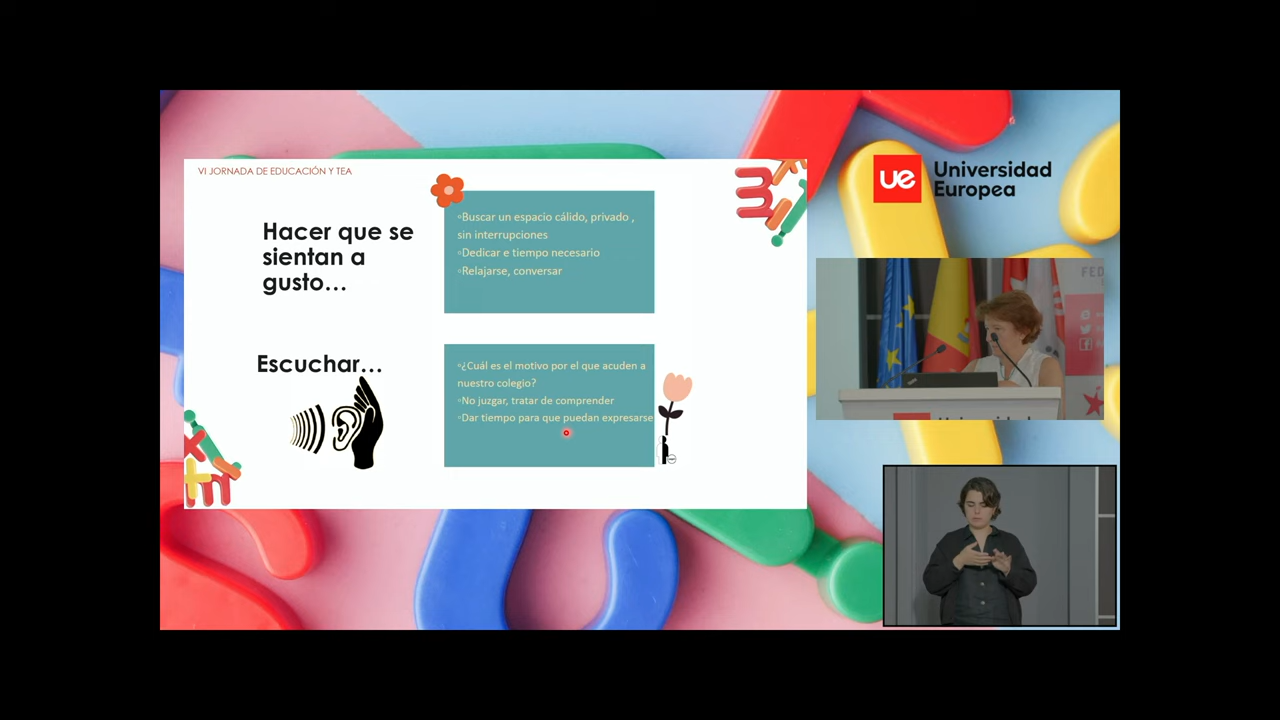 VI JORNADA DE EDUCACIÓN Y TEA
Hacer que se
sientan a
gusto...
◦Buscar un espacio cálido, privado ,
sin interrupciones
◦Dedicar e tiempo necesario
◦Relajarse, conversar
Escuchar...
◦¿Cuál es el motivo por el que acuden a
nuestro colegio?
◦No juzgar, tratar de comprender
◦Dar tiempo para que puedan expresarse
ue Universidad
Europea
FED